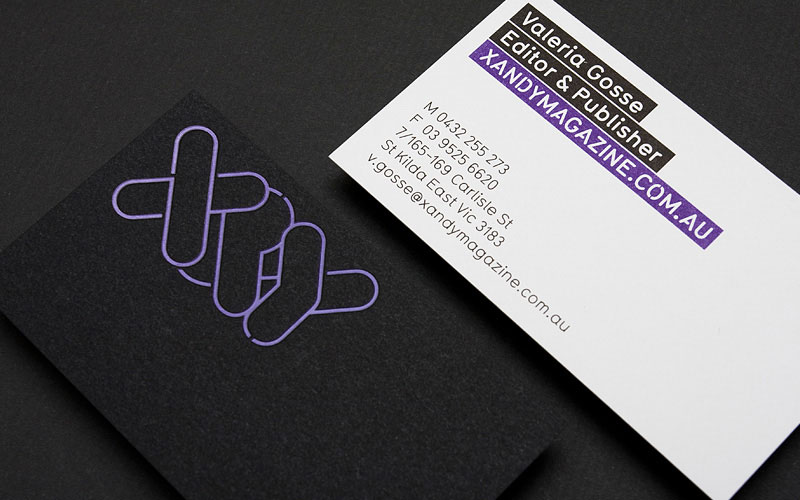 Valeria Gosse
Editor & Publisher
XANDYMAGAZINE.COM.AU
M 0432 255 273
F 03 9525 6620
7/165-169 Carlisle St
St Kilda East Vic 3183
v.gosse@xandymagazine.com.au